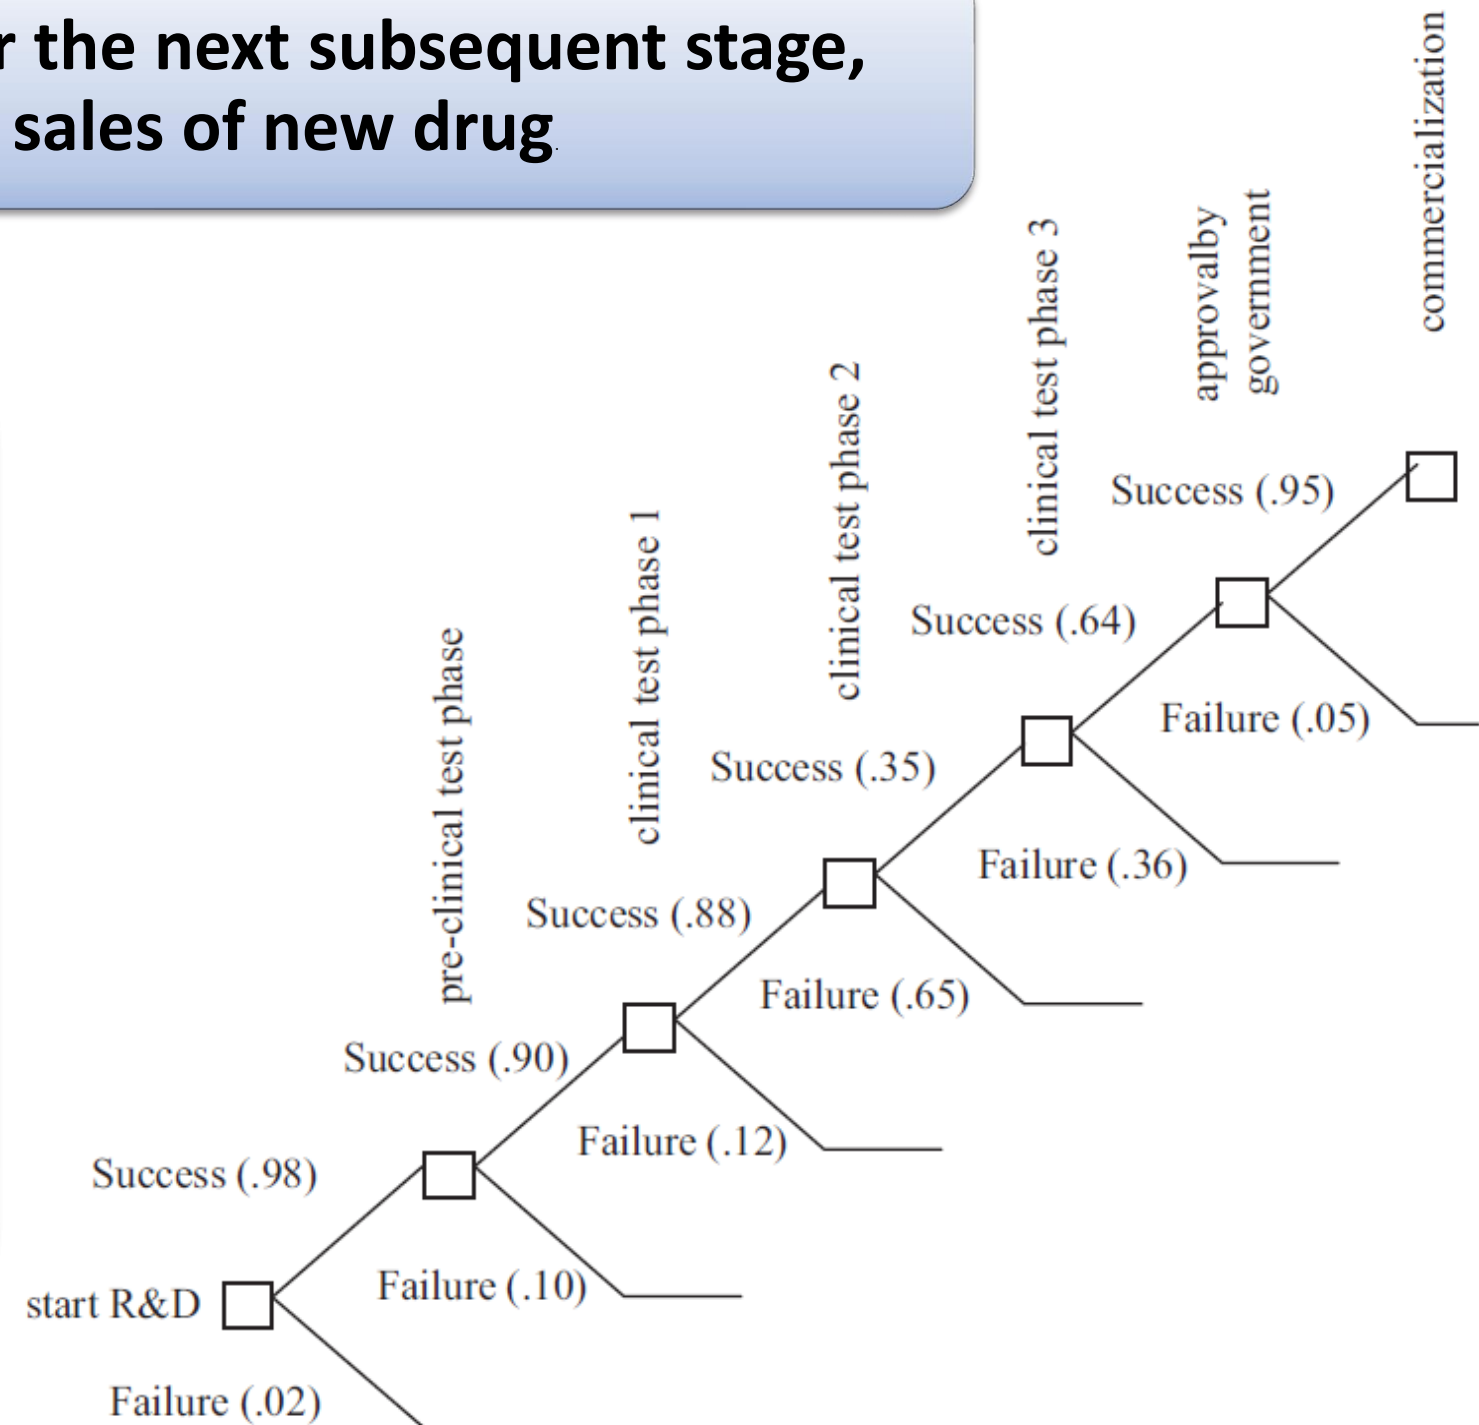 r the next subsequent stage,
sales of new drug.
commercialization
approvalby
government
clinical test phase 3
clinical test phase 2
clinical test phase 1
pre-clinical test phase
Success (.95)
Success (.64)
Failure (.05)
Success (.35)
Failure (.36)
Success (.88)
Failure (.65)
Success (.90)
Failure (.12)
Success (.98)
Failure (.10)
start R&D
Failure (.02)